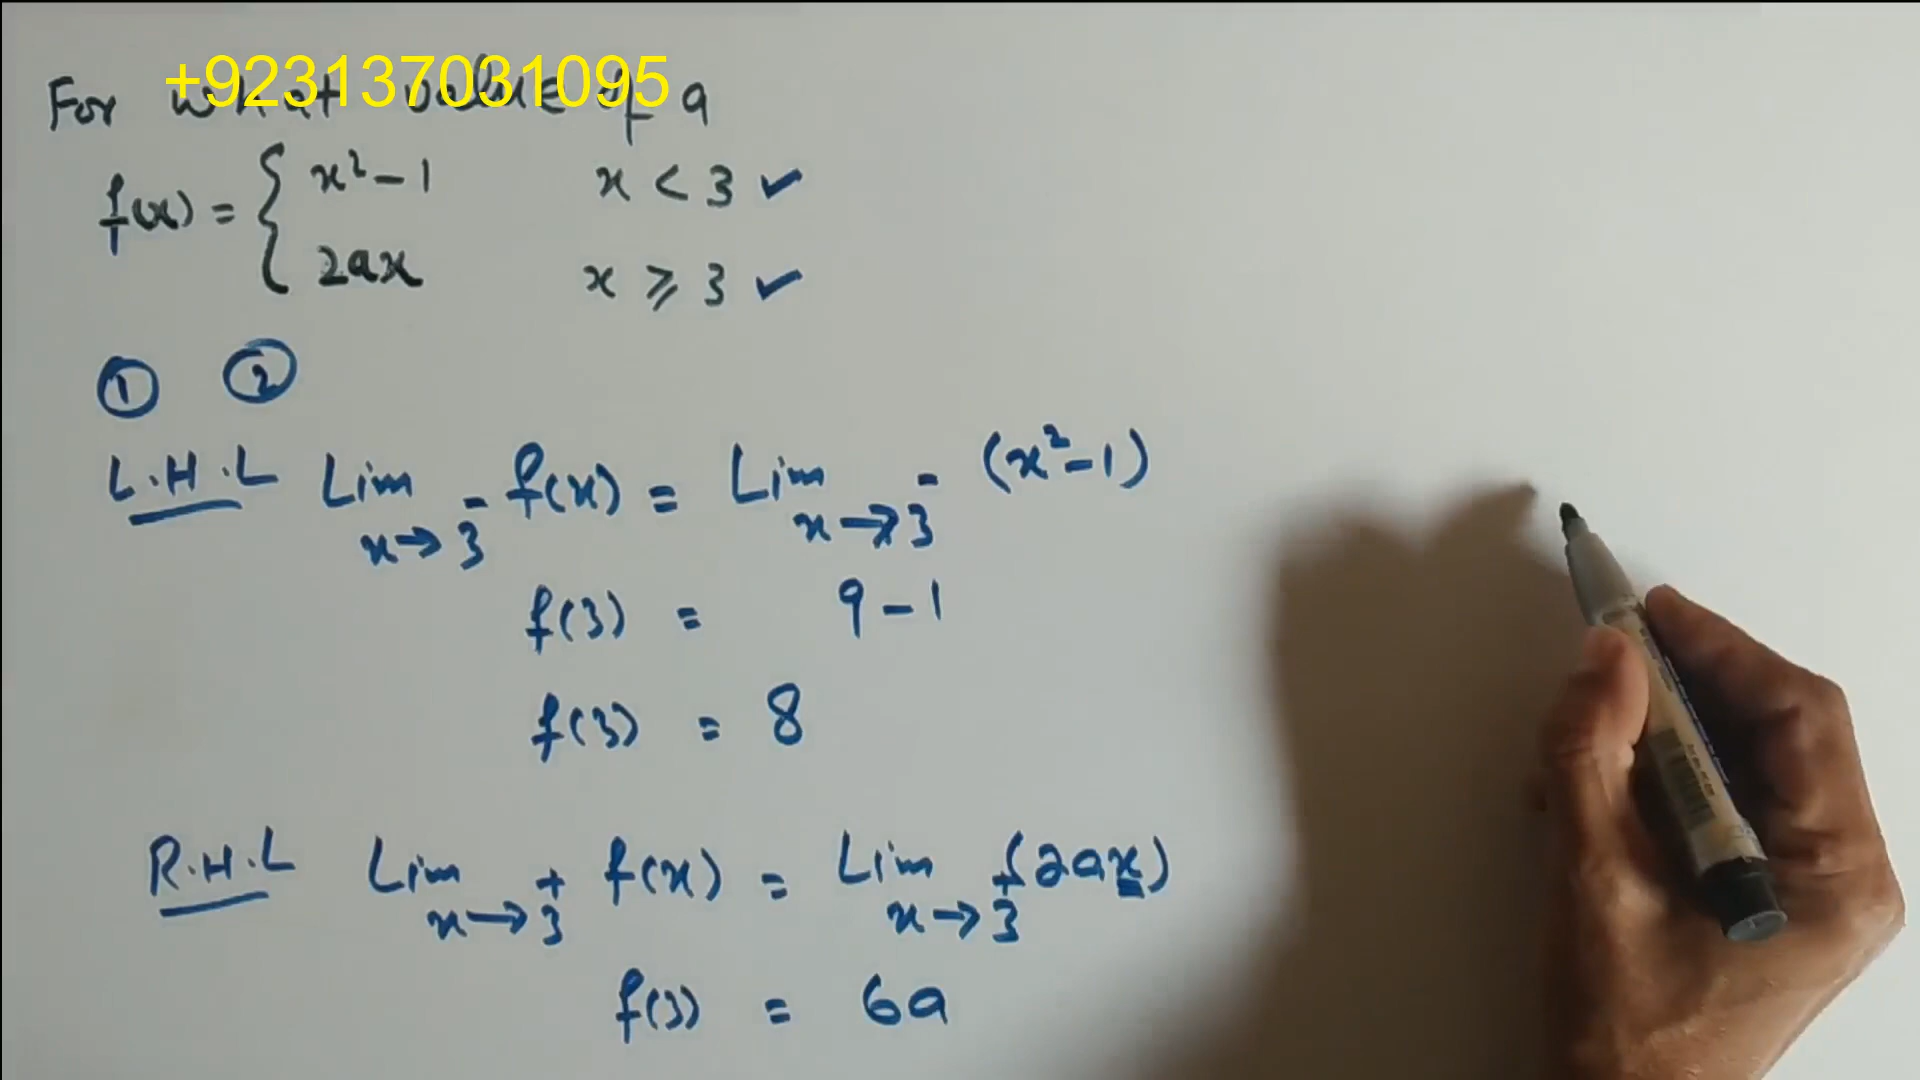 +923137031095
For what value of a
f(x) = { x² - 1    x < 3 ✓
2ax    x ⩾ 3 ✓
① ②
L.H.L Lim x→3⁻ f(x) = Lim x→3⁻ (x² - 1)
f(3) = 9 - 1
f(3) = 8
R.H.L Lim x→3⁺ f(x) = Lim x→3⁺ (2ax)
f(3) = 6a